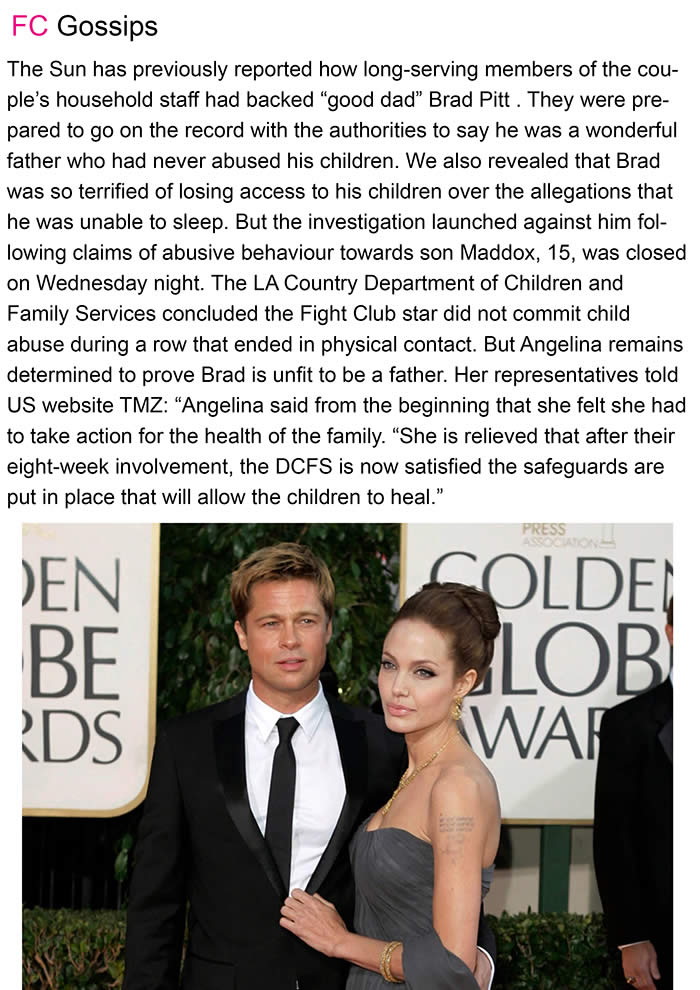 FC Gossips
The Sun has previously reported how long-serving members of the cou-
ple’s household staff had backed “good dad” Brad Pitt . They were pre-
pared to go on the record with the authorities to say he was a wonderful
father who had never abused his children. We also revealed that Brad
was so terrified of losing access to his children over the allegations that
he was unable to sleep. But the investigation launched against him fol-
lowing claims of abusive behaviour towards son Maddox, 15, was closed
on Wednesday night. The LA Country Department of Children and
Family Services concluded the Fight Club star did not commit child
abuse during a row that ended in physical contact. But Angelina remains
determined to prove Brad is unfit to be a father. Her representatives told
US website TMZ: “Angelina said from the beginning that she felt she had
to take action for the health of the family. “She is relieved that after their
eight-week involvement, the DCFS is now satisfied the safeguards are
put in place that will allow the children to heal.”
DEN
BE
RDS
PRESS
ASSOCIATION
GOLDEN
GLOB
AWAR